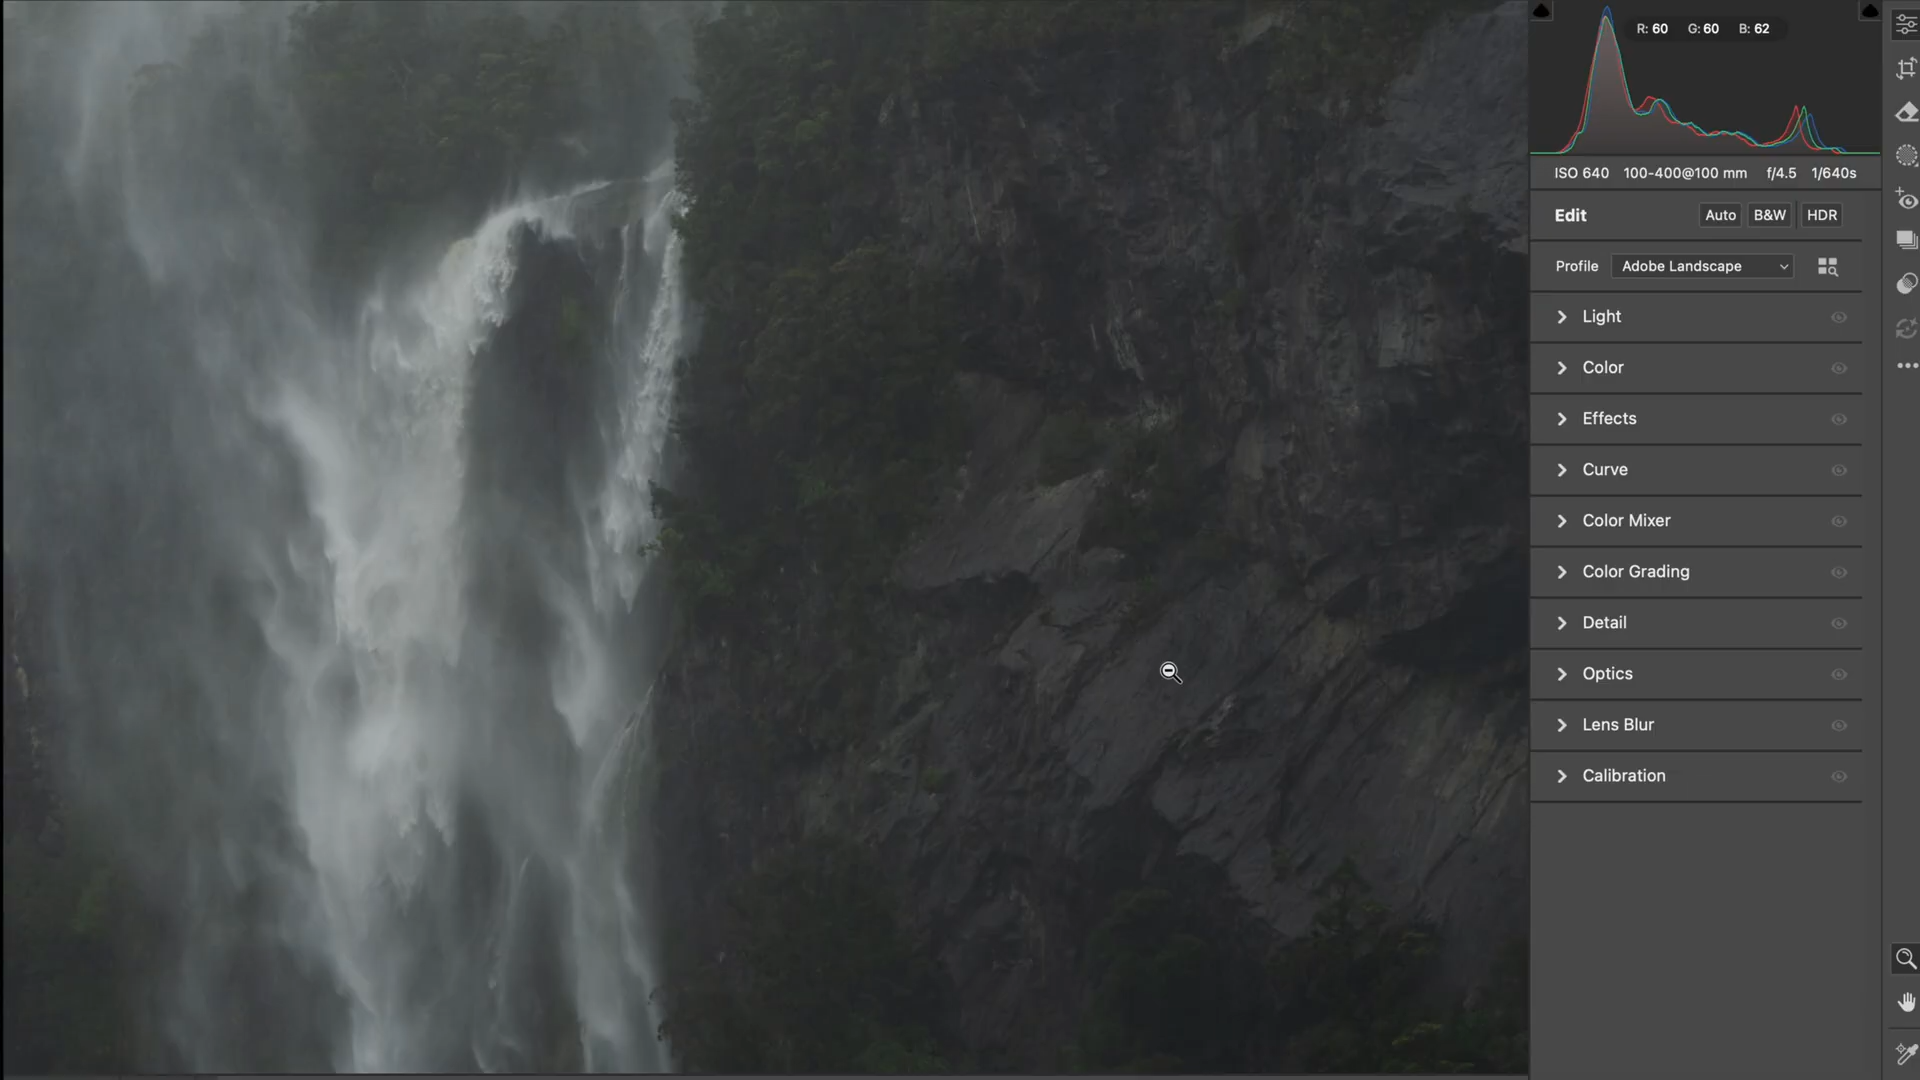 R: 60 G: 60 B: 62
ISO 640 100-400@100 mm f/4.5 1/640s
Edit Auto B&W HDR
Profile Adobe Landscape
Light
Color
Effects
Curve
Color Mixer
Color Grading
Detail
Optics
Lens Blur
Calibration